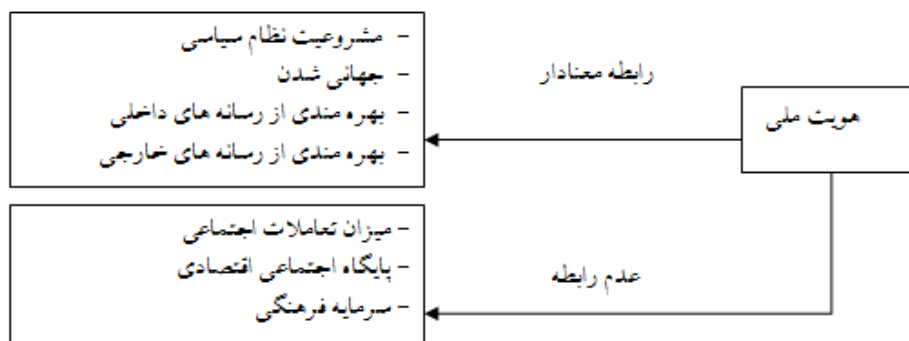 هویت ملی
رابطه معنادار
- مشروعیت نظام سیاسی
- جهانی شدن
- بهره مندی از رسانه های داخلی
- بهره مندی از رسانه های خارجی
عدم رابطه
- میزان تعاملات اجتماعی
- پایگاه اجتماعی اقتصادی
- سرمایه فرهنگی